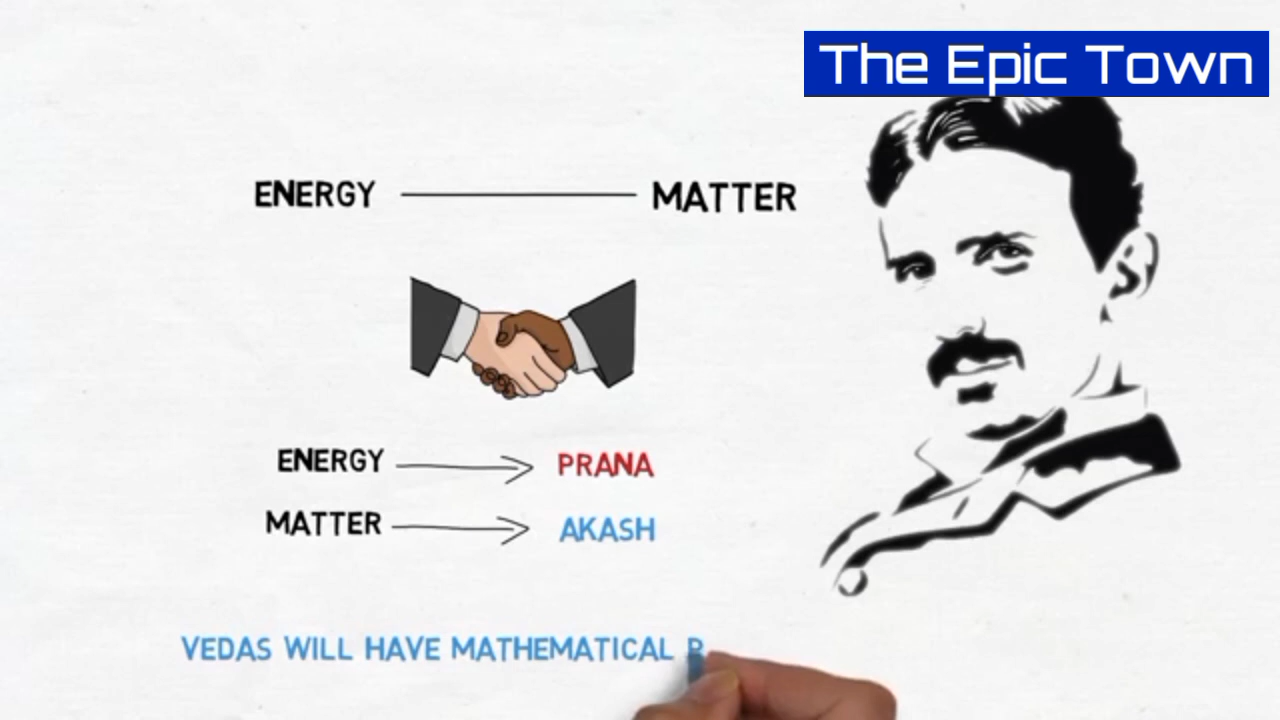 The Epic Town
ENERGY MATTER
ENERGY PRANA
MATTER AKASH
VEDAS WILL HAVE MATHEMATICAL